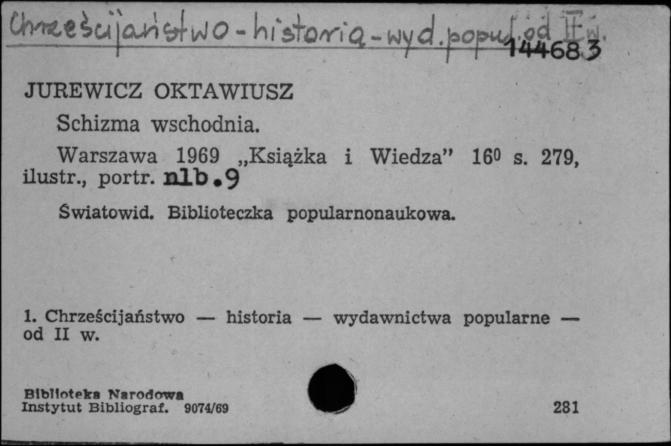 Chrześcijaństwo - historia - wyd. popul. od II w.
144683
JUREWICZ OKTAWIUSZ
Schizma wschodnia.
Warszawa 1969 „Książka i Wiedza” 16⁰ s. 279,
ilustr., portr. nlb.9
Światowid. Biblioteczka popularnonaukowa.
1. Chrześcijaństwo — historia — wydawnictwa popularne —
od II w.
Biblioteka Narodowa
Instytut Bibliograf. 9074/69
281